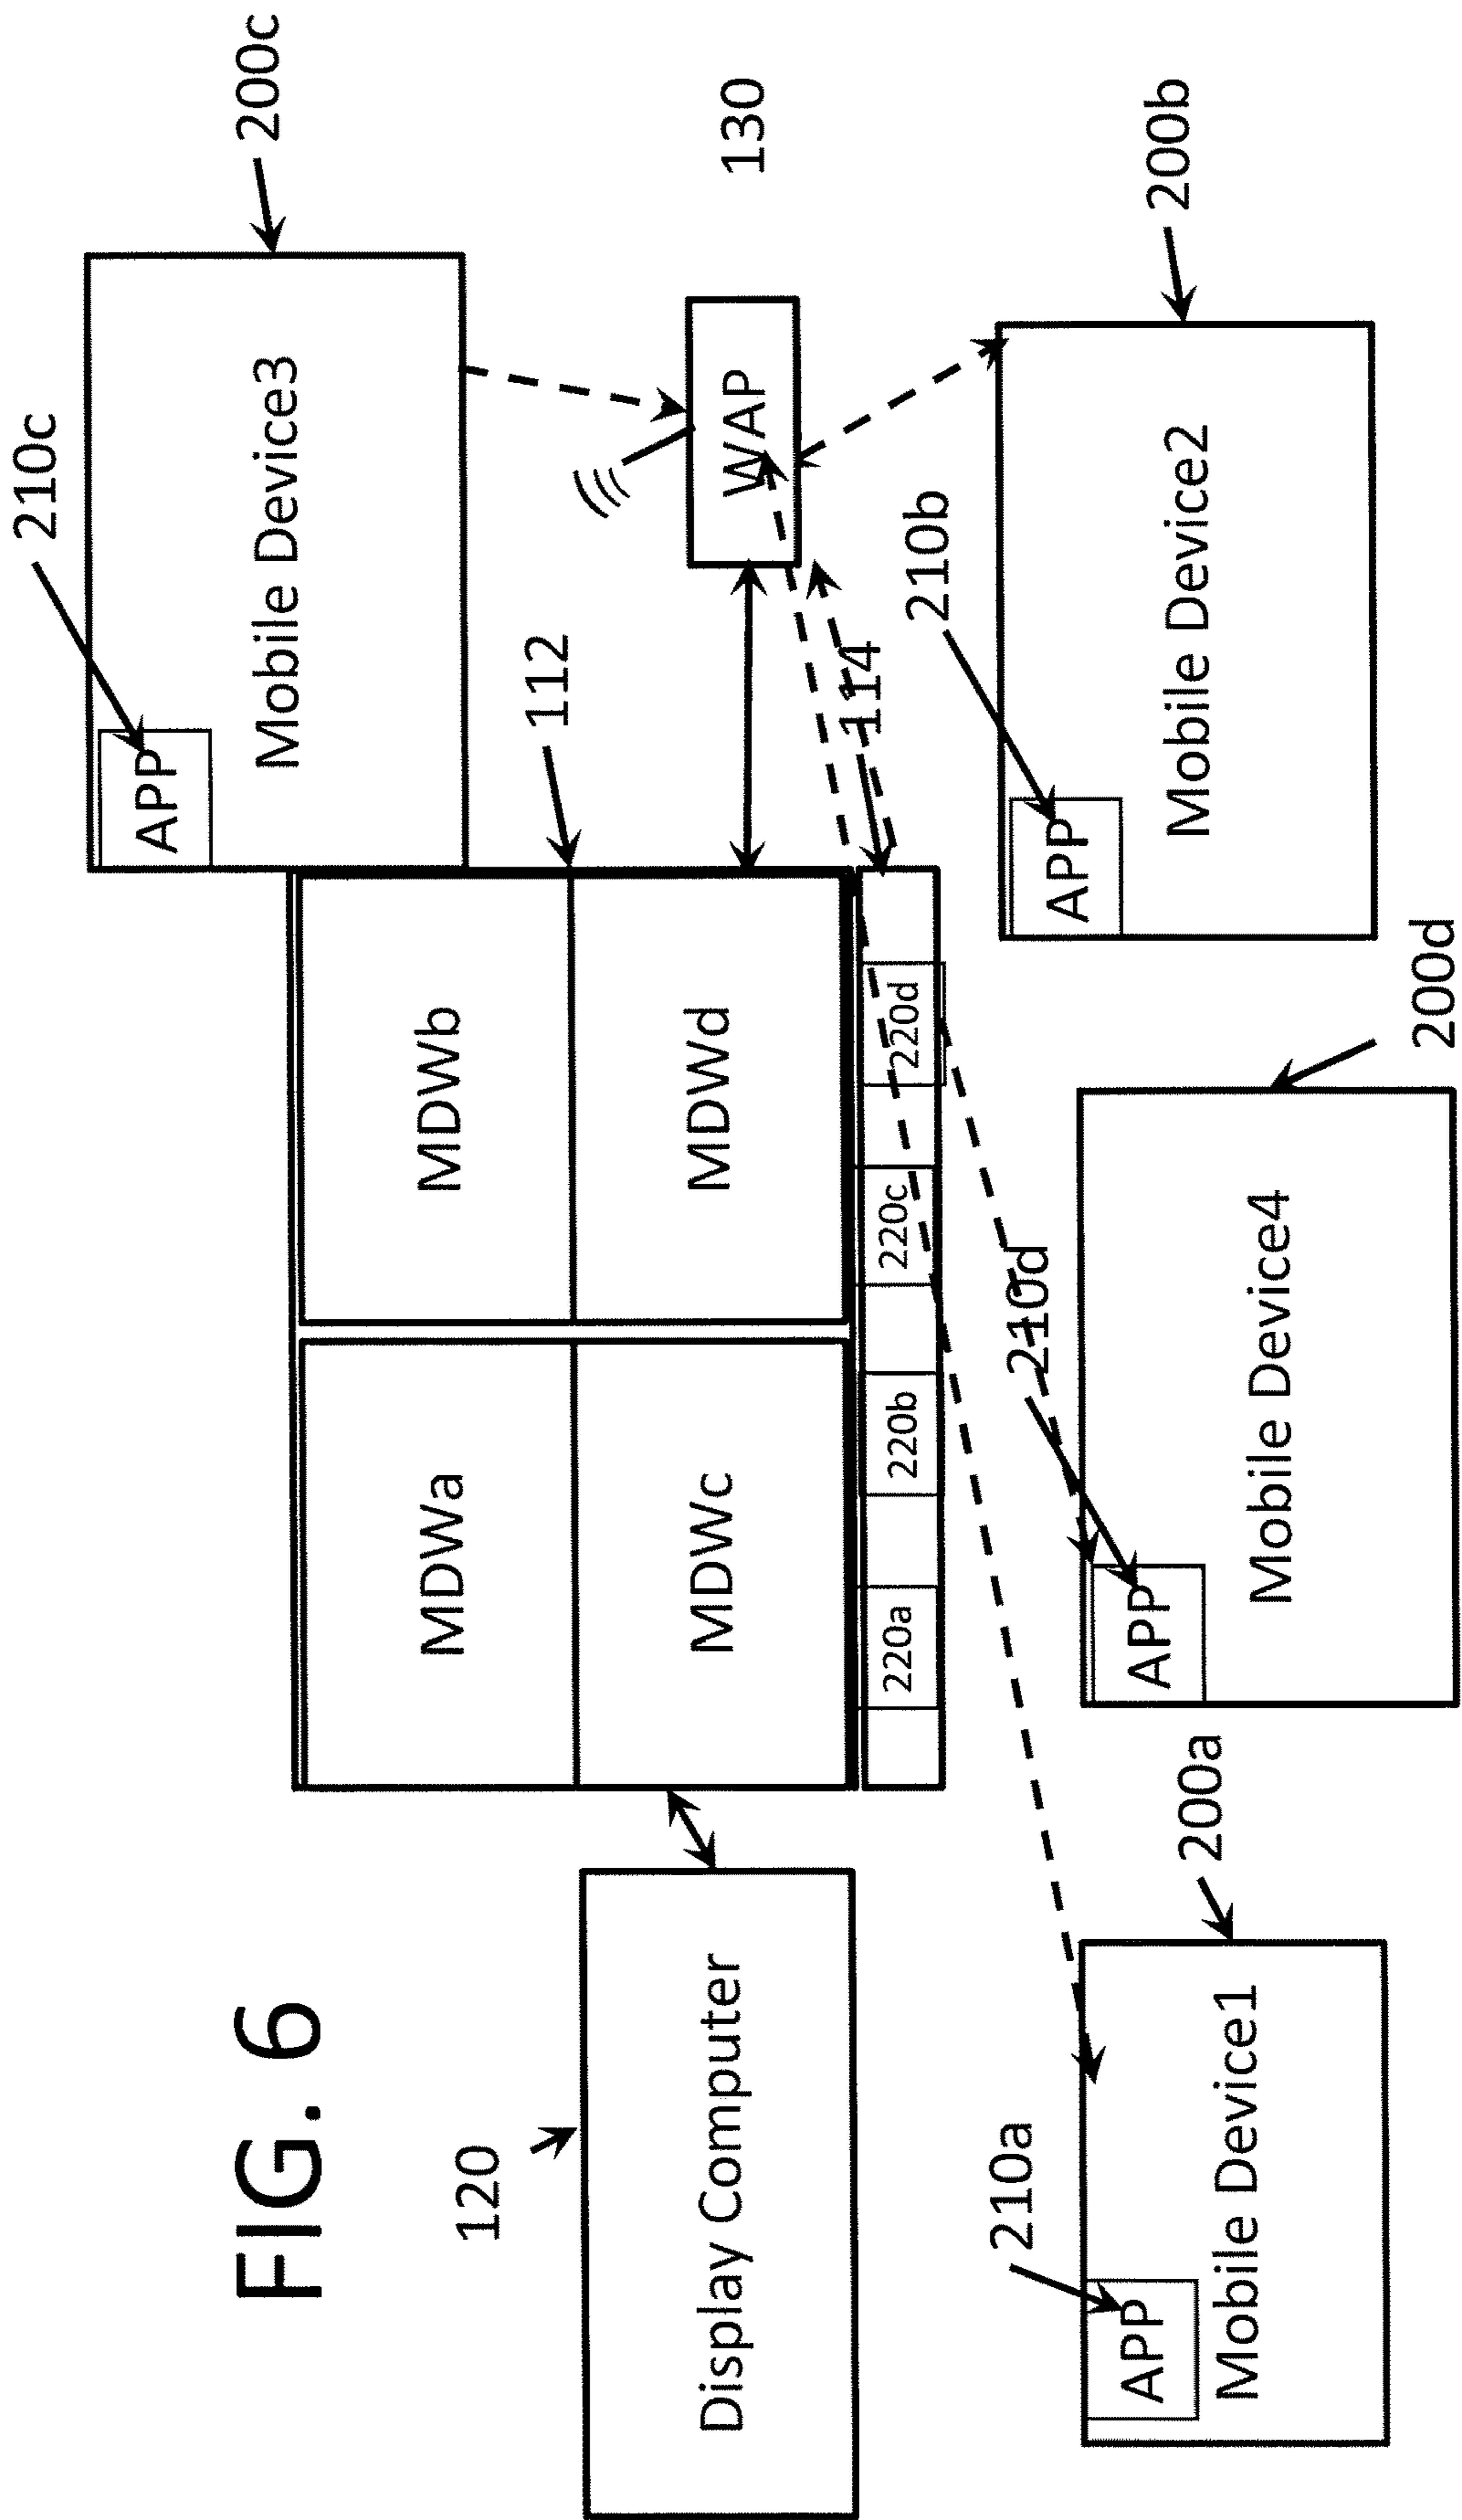 FIG. 6
210c
200c
APP
Mobile Device3
120
Display Computer
MDWa
MDWb
112
MDWc
MDWd
WAP
130
114
220a
220b
220c
220d
210a
APP
Mobile Device1
200a
210d
APP
Mobile Device4
200d
210b
APP
Mobile Device2
200b